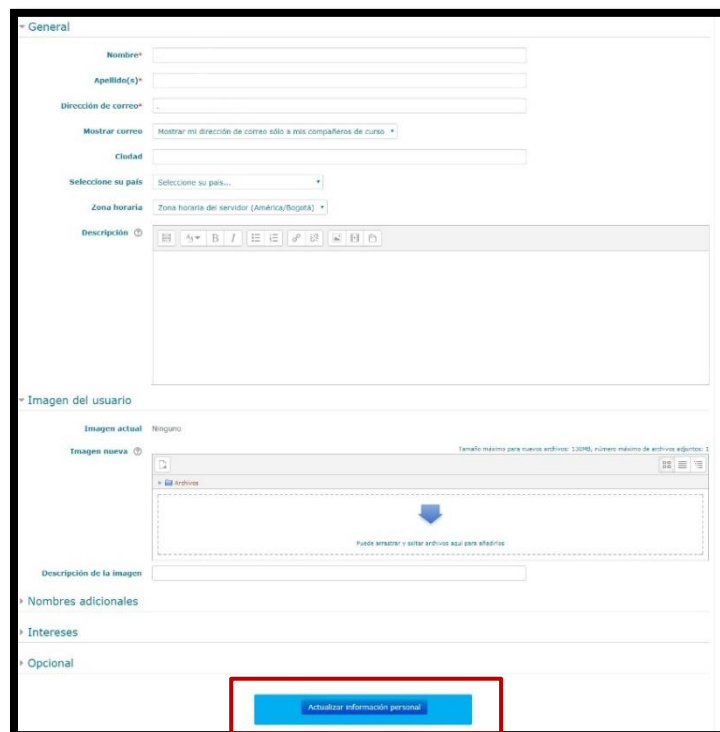 General
Nombre*
Apellido(s)*
Dirección de correo*
Mostrar correo Mostrar mi dirección de correo sólo a mis compañeros de curso
Ciudad
Seleccione su país Seleccione su país...
Zona horaria Zona horaria del servidor (América/Bogotá)
Descripción
B I
Imagen del usuario
Imagen actual Ninguno
Imagen nueva Tamaño máximo para nuevos archivos: 130MB, número máximo de archivos adjuntos: 1
Archivos
Puede arrastrar y soltar archivos aquí para añadirlos
Descripción de la imagen
Nombres adicionales
Intereses
Opcional
Actualizar información personal